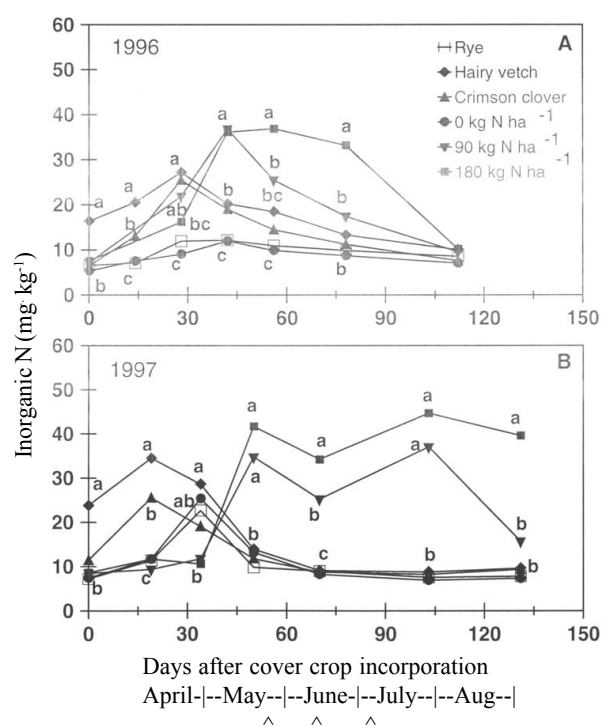 60
1996
A
Rye
50
Hairy vetch
Crimson clover
40
0 kg N ha -1
a a a
90 kg N ha -1
180 kg N ha -1
30
a
b
a
a
20
b bc b
ab
b bc
10
c c c b
b c
0
0 30 60 90 120 150
Inorganic N (mg kg-1)
60
1997
B
50
a
a
a
40
a
a
a
30
a
a
b
20
b
ab
b
b
c
b
b
10
c b
b
0
0 30 60 90 120 150
Days after cover crop incorporation
April-|--May--|--June-|--July--|--Aug--|
^ ^ ^